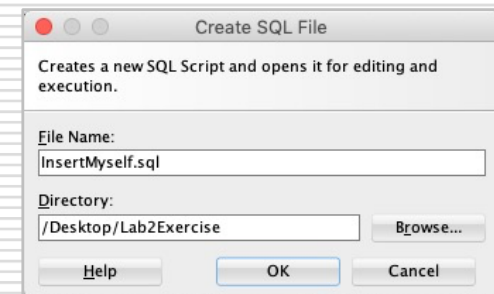 Create SQL File
Creates a new SQL Script and opens it for editing and
execution.
File Name:
InsertMyself.sql
Directory:
/Desktop/Lab2Exercise
Browse...
Help
OK
Cancel